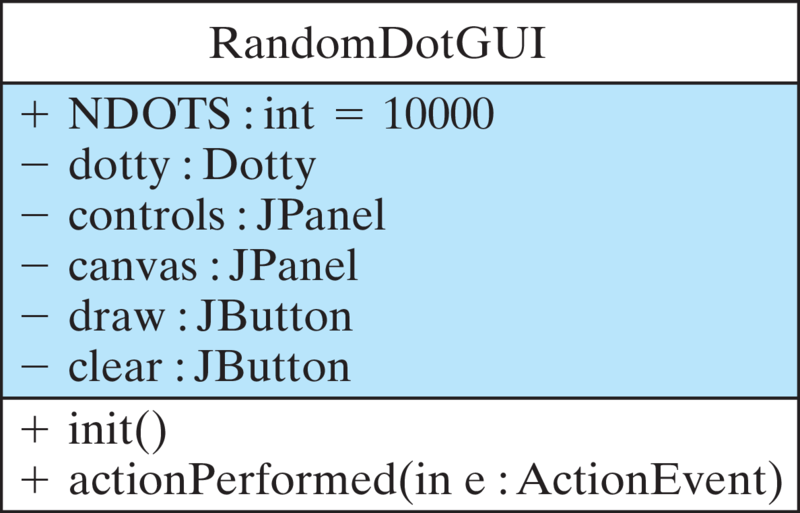 RandomDotGUI
+ NDOTS : int = 10000
− dotty : Dotty
− controls : JPanel
− canvas : JPanel
− draw : JButton
− clear : JButton
+ init()
+ actionPerformed(in e : ActionEvent)